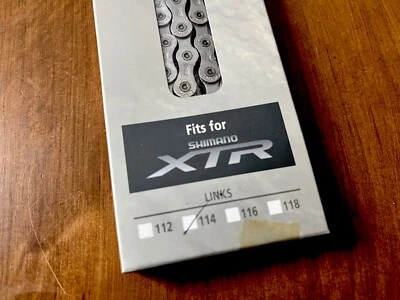 Fits for
SHIMANO
XTR
LINKS
112 114 116 118